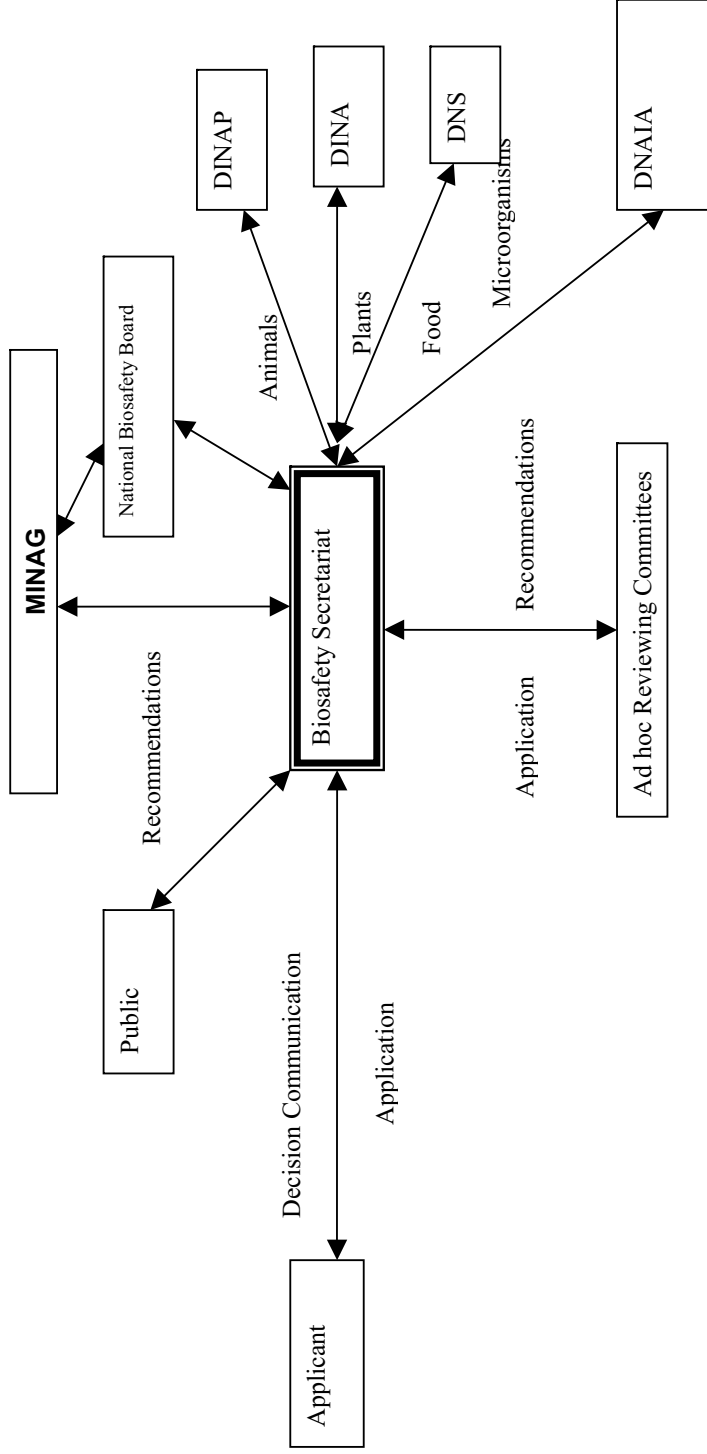 MINAG
National Biosafety Board
Recommendations
Public
DINAP
Animals
DINA
Plants
Biosafety Secretariat
Decision Communication
Applicant
Application
DNS
Food
Microorganisms
Recommendations
Application
Ad hoc Reviewing Committees
DNAIA